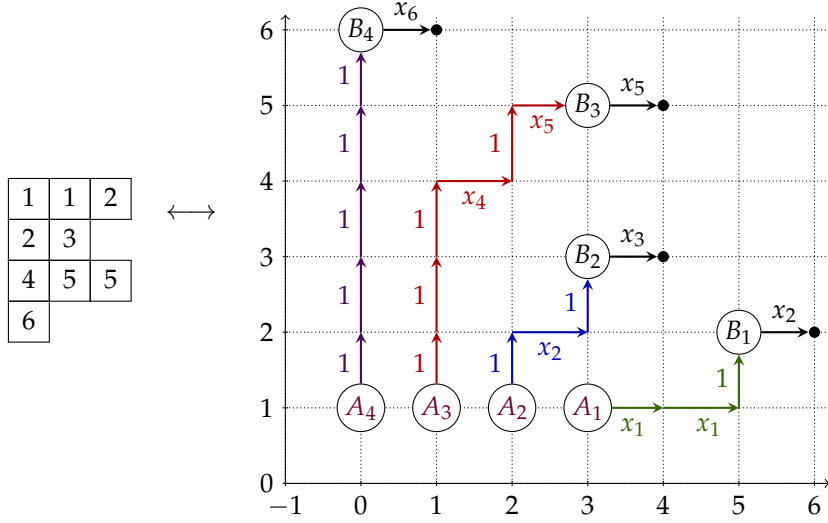 1 1 2
2 3
4 5 5
6
⟷
6 B₄ x₆
1
5 1 B₃ x₅
1 x₅
1
4 x₄
1 1
3 B₂ x₃
1 1 1
2 x₂ B₁ x₂
1 1 1 1
1 A₄ A₃ A₂ A₁ x₁ x₁
0
−1 0 1 2 3 4 5 6